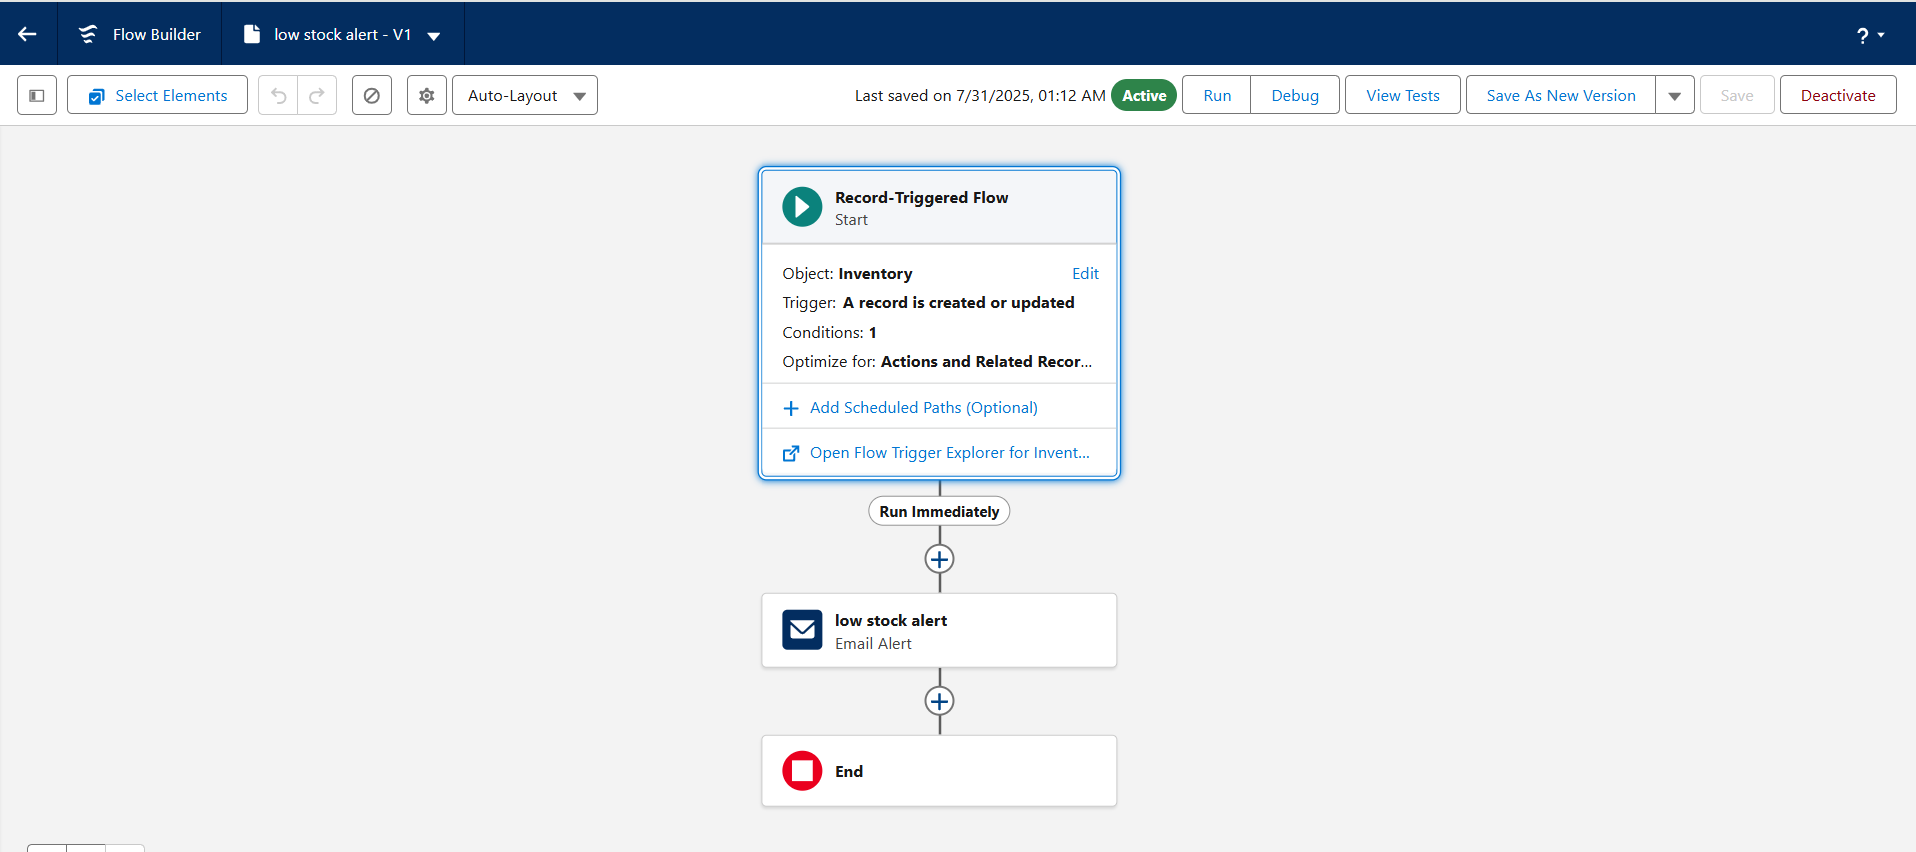 Flow Builder
low stock alert - V1
?
Select Elements
Auto-Layout
Last saved on 7/31/2025, 01:12 AM
Active
Run
Debug
View Tests
Save As New Version
Save
Deactivate
Record-Triggered Flow
Start
Object: Inventory
Edit
Trigger: A record is created or updated
Conditions: 1
Optimize for: Actions and Related Recor...
Add Scheduled Paths (Optional)
Open Flow Trigger Explorer for Invent...
Run Immediately
low stock alert
Email Alert
End